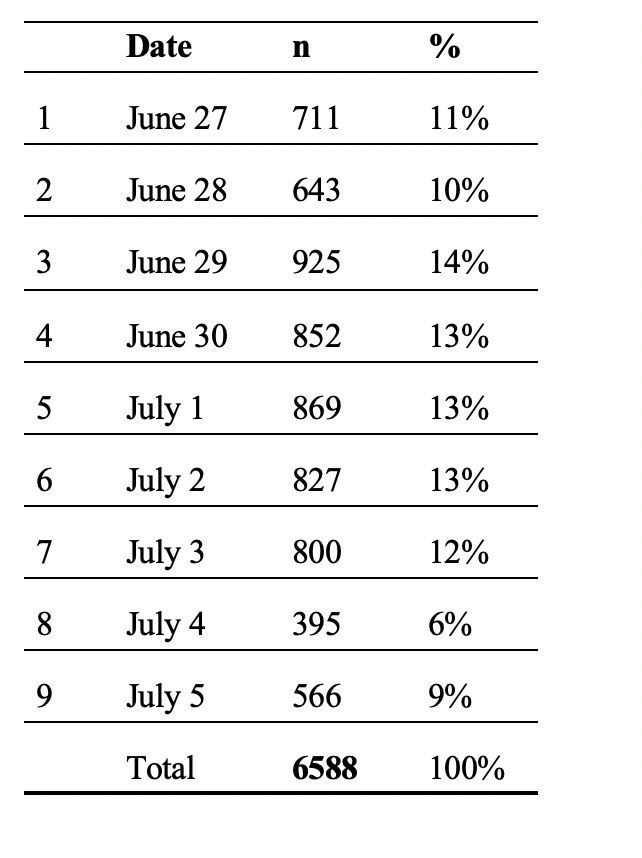 Date n %
1 June 27 711 11%
2 June 28 643 10%
3 June 29 925 14%
4 June 30 852 13%
5 July 1 869 13%
6 July 2 827 13%
7 July 3 800 12%
8 July 4 395 6%
9 July 5 566 9%
Total 6588 100%